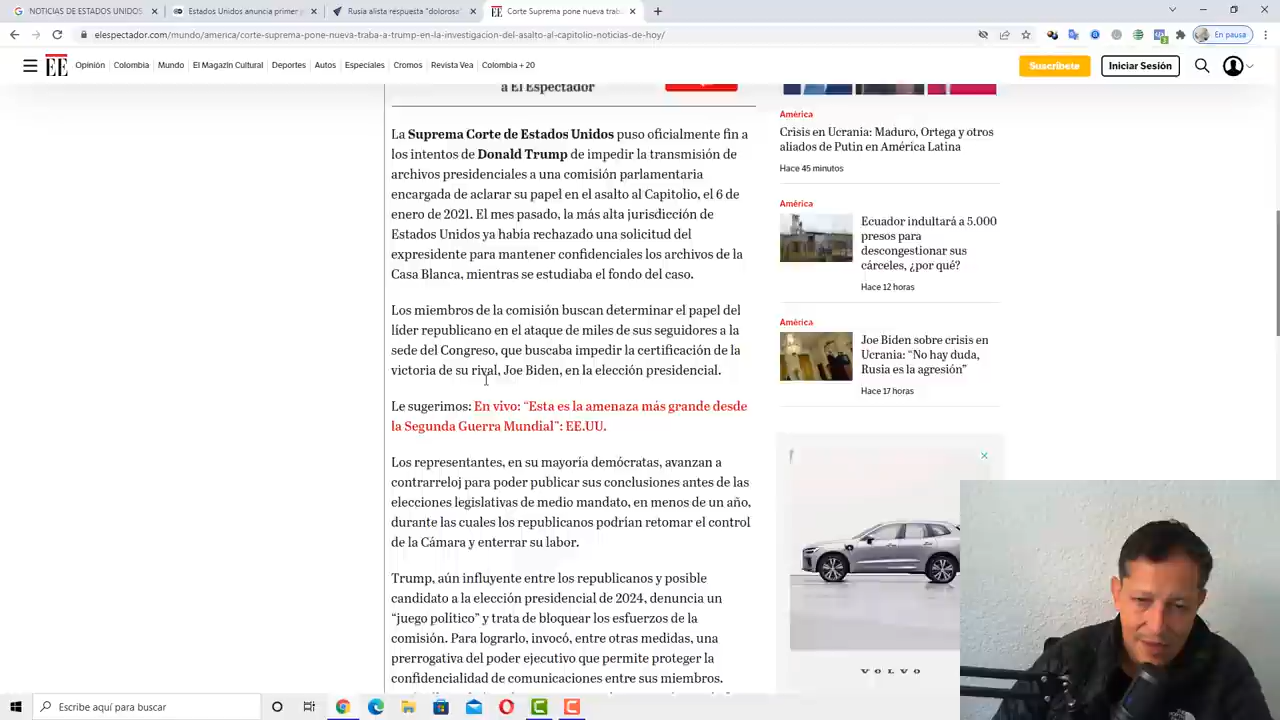 NOTICIAS DE ESTADOS UNIDOS
Donald Trump anunció
Rusia alista "dolorosa"
Corte Suprema pone nueva trab
elespectador.com/mundo/america/corte-suprema-pone-nueva-traba-a-trump-en-la-investigacion-del-asalto-al-capitolio-noticias-de-hoy/
En pausa
EE
Opinión
Colombia
Mundo
El Magazín Cultural
Deportes
Autos
Especiales
Cromos
Revista Vea
Colombia + 20
Suscríbete
Iniciar Sesión
a El Espectador
La Suprema Corte de Estados Unidos puso oficialmente fin a
los intentos de Donald Trump de impedir la transmisión de
archivos presidenciales a una comisión parlamentaria
encargada de aclarar su papel en el asalto al Capitolio, el 6 de
enero de 2021. El mes pasado, la más alta jurisdicción de
Estados Unidos ya había rechazado una solicitud del
expresidente para mantener confidenciales los archivos de la
Casa Blanca, mientras se estudiaba el fondo del caso.
Los miembros de la comisión buscan determinar el papel del
líder republicano en el ataque de miles de sus seguidores a la
sede del Congreso, que buscaba impedir la certificación de la
victoria de su rival, Joe Biden, en la elección presidencial.
Le sugerimos: En vivo: “Esta es la amenaza más grande desde
la Segunda Guerra Mundial”: EE.UU.
Los representantes, en su mayoría demócratas, avanzan a
contrarreloj para poder publicar sus conclusiones antes de las
elecciones legislativas de medio mandato, en menos de un año,
durante las cuales los republicanos podrían retomar el control
de la Cámara y enterrar su labor.
Trump, aún influyente entre los republicanos y posible
candidato a la elección presidencial de 2024, denuncia un
“juego político” y trata de bloquear los esfuerzos de la
comisión. Para lograrlo, invocó, entre otras medidas, una
prerrogativa del poder ejecutivo que permite proteger la
confidencialidad de comunicaciones entre sus miembros.
América
Crisis en Ucrania: Maduro, Ortega y otros
aliados de Putin en América Latina
Hace 45 minutos
América
Ecuador indultará a 5.000
presos para
descongestionar sus
cárceles, ¿por qué?
Hace 12 horas
América
Joe Biden sobre crisis en
Ucrania: “No hay duda,
Rusia es la agresión”
Hace 17 horas
VOLVO
Escribe aquí para buscar